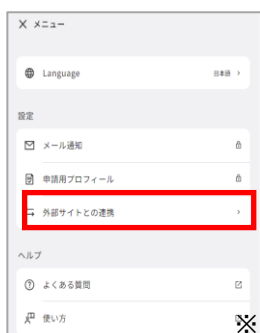 X メニュー
Language 日本語 >
設定
メール通知
申請用プロフィール
外部サイトとの連携 >
ヘルプ
よくある質問
使い方
※